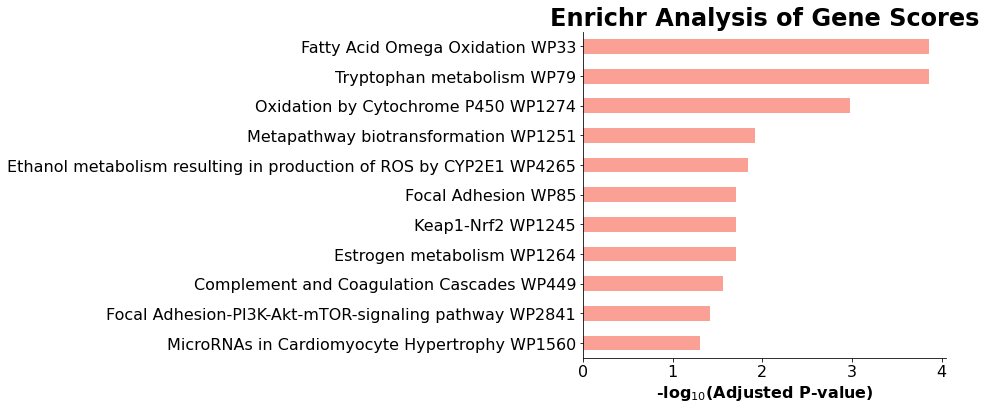 Enrichr Analysis of Gene Scores
Fatty Acid Omega Oxidation WP33
Tryptophan metabolism WP79
Oxidation by Cytochrome P450 WP1274
Metapathway biotransformation WP1251
Ethanol metabolism resulting in production of ROS by CYP2E1 WP4265
Focal Adhesion WP85
Keap1-Nrf2 WP1245
Estrogen metabolism WP1264
Complement and Coagulation Cascades WP449
Focal Adhesion-PI3K-Akt-mTOR-signaling pathway WP2841
MicroRNAs in Cardiomyocyte Hypertrophy WP1560
0 1 2 3 4
-log₁₀(Adjusted P-value)